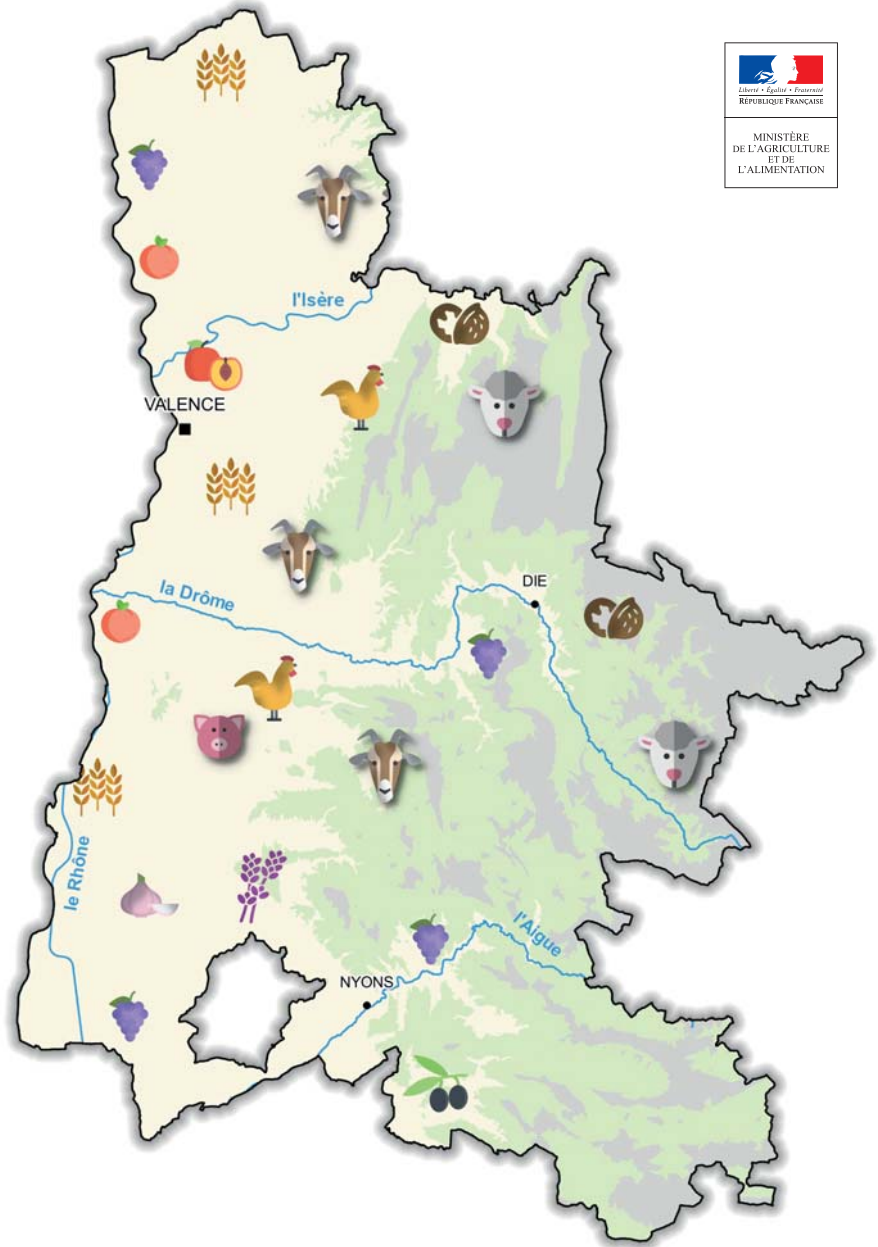 Liberté • Égalité • Fraternité
RÉPUBLIQUE FRANÇAISE
MINISTÈRE
DE L'AGRICULTURE
ET DE
L'ALIMENTATION
l'Isère
VALENCE
DIE
la Drôme
le Rhône
l'Aigue
NYONS